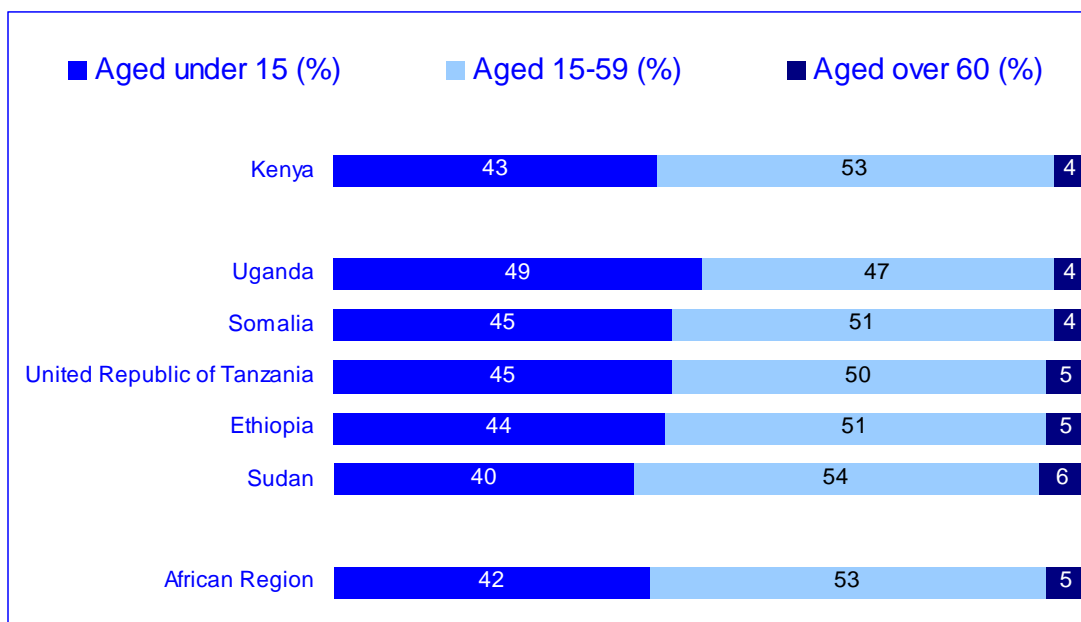 Aged under 15 (%) Aged 15-59 (%) Aged over 60 (%)
Kenya 43 53 4
Uganda 49 47 4
Somalia 45 51 4
United Republic of Tanzania 45 50 5
Ethiopia 44 51 5
Sudan 40 54 6
African Region 42 53 5